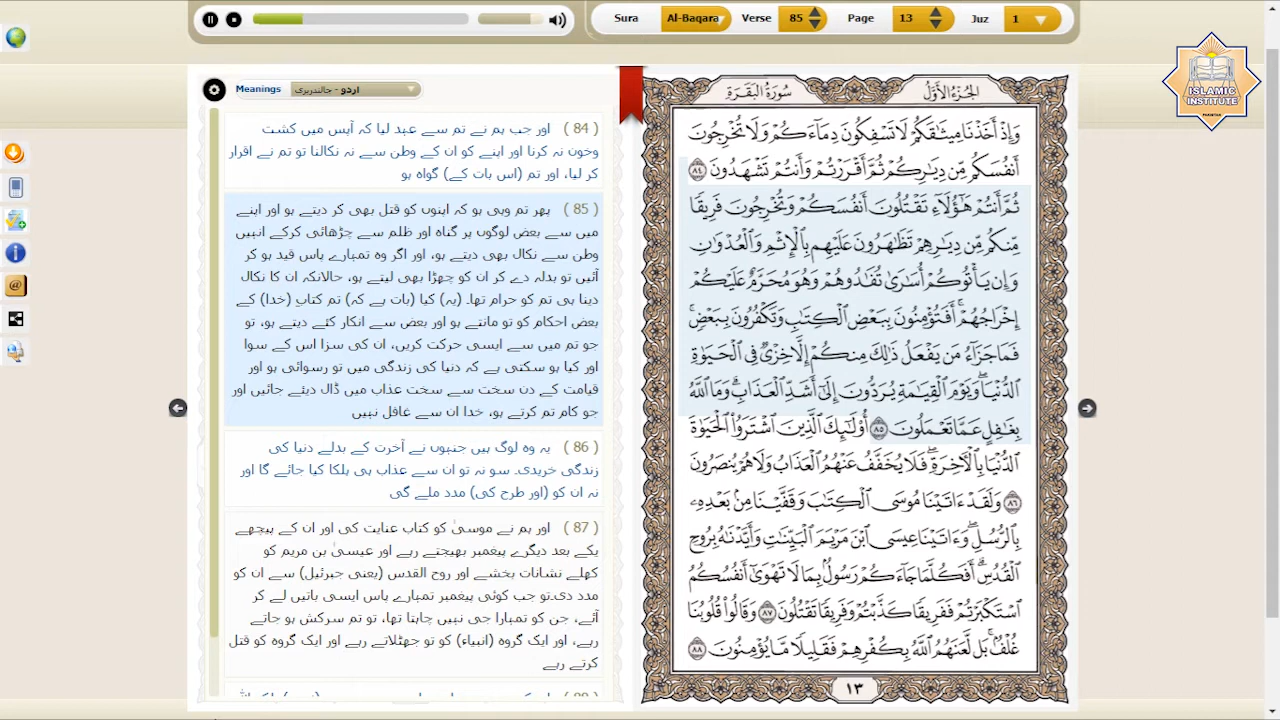 Sura
Al-Baqara
Verse
85
Page
13
Juz
1
ISLAMIC
INSTITUTE
PAKISTAN
Meanings
اردو - جالندربرى
(84) اور جب ہم نے تم سے عہد لیا کہ آپس میں کشت
وخون نہ کرنا اور اپنے کو ان کے وطن سے نہ نکالنا تو تم نے اقرار
کر لیا، اور تم (اس بات کے) گواہ ہو
(85) پھر تم وہی ہو کہ اپنوں کو قتل بھی کر دیتے ہو اور اپنے
میں سے بعض لوگوں پر گناہ اور ظلم سے چڑھائی کرکے انہیں
وطن سے نکال بھی دیتے ہو، اور اگر وہ تمہارے پاس قید ہو کر
آئیں تو بدلہ دے کر ان کو چھڑا بھی لیتے ہو، حالانکہ ان کا نکال
دینا ہی تم کو حرام تھا۔ (یہ) کیا (بات ہے کہ) تم کتابِ (خدا) کے
بعض احکام کو تو مانتے ہو اور بعض سے انکار کئے دیتے ہو، تو
جو تم میں سے ایسی حرکت کریں، ان کی سزا اس کے سوا
اور کیا ہو سکتی ہے کہ دنیا کی زندگی میں تو رسوائی ہو اور
قیامت کے دن سخت سے سخت عذاب میں ڈال دیئے جائیں اور
جو کام تم کرتے ہو، خدا ان سے غافل نہیں
(86) یہ وہ لوگ ہیں جنہوں نے آخرت کے بدلے دنیا کی
زندگی خریدی۔ سو نہ تو ان سے عذاب ہی ہلکا کیا جائے گا اور
نہ ان کو (اور طرح کی) مدد ملے گی
(87) اور ہم نے موسیٰ کو کتاب عنایت کی اور ان کے پیچھے
یکے بعد دیگرے پیغمبر بھیجتے رہے اور عیسیٰ بن مریم کو
کھلے نشانات بخشے اور روح القدس (یعنی جبرئیل) سے ان کو
مدد دی۔تو جب کوئی پیغمبر تمہارے پاس ایسی باتیں لے کر
آئے، جن کو تمہارا جی نہیں چاہتا تھا، تو تم سرکش ہو جاتے
رہے، اور ایک گروہ (انبیاء) کو تو جھٹلاتے رہے اور ایک گروہ کو قتل
کرتے رہے
سُورَةُ البَقَرَةِ
الجُزءُ الأَوَّلُ
وَإِذْ أَخَذْنَا مِيثَٰقَكُمْ لَا تَسْفِكُونَ دِمَآءَكُمْ وَلَا تُخْرِجُونَ
أَنفُسَكُم مِّن دِيَٰرِكُمْ ثُمَّ أَقْرَرْتُمْ وَأَنتُمْ تَشْهَدُونَ ٨٤
ثُمَّ أَنتُمْ هَٰٓؤُلَآءِ تَقْتُلُونَ أَنفُسَكُمْ وَتُخْرِجُونَ فَرِيقًا
مِّنكُم مِّن دِيَٰرِهِمْ تَظَٰهَرُونَ عَلَيْهِم بِٱلْإِثْمِ وَٱلْعُدْوَٰنِ
وَإِن يَأْتُوكُمْ أُسَٰرَىٰ تُفَٰدُوهُمْ وَهُوَ مُحَرَّمٌ عَلَيْكُمْ
إِخْرَاجُهُمْ ۚ أَفَتُؤْمِنُونَ بِبَعْضِ ٱلْكِتَٰبِ وَتَكْفُرُونَ بِبَعْضٍ ۚ
فَمَا جَزَآءُ مَن يَفْعَلُ ذَٰلِكَ مِنكُمْ إِلَّا خِزْىٌ فِى ٱلْحَيَوٰةِ
ٱلدُّنْيَا ۖ وَيَوْمَ ٱلْقِيَٰمَةِ يُرَدُّونَ إِلَىٰٓ أَشَدِّ ٱلْعَذَابِ ۗ وَمَا ٱللَّهُ
بِغَٰفِلٍ عَمَّا تَعْمَلُونَ ٨٥ أُو۟لَٰٓئِكَ ٱلَّذِينَ ٱشْتَرَوُا۟ ٱلْحَيَوٰةَ
ٱلدُّنْيَا بِٱلْءَاخِرَةِ ۖ فَلَا يُخَفَّفُ عَنْهُمُ ٱلْعَذَابُ وَلَا هُمْ يُنصَرُونَ
٨٦ وَلَقَدْ ءَاتَيْنَا مُوسَى ٱلْكِتَٰبَ وَقَفَّيْنَا مِنۢ بَعْدِهِۦ
بِٱلرُّسُلِ ۖ وَءَاتَيْنَا عِيسَى ٱبْنَ مَرْيَمَ ٱلْبَيِّنَٰتِ وَأَيَّدْنَٰهُ بِرُوحِ
ٱلْقُدُسِ ۗ أَفَكُلَّمَا جَآءَكُمْ رَسُولٌۢ بِمَا لَا تَهْوَىٰٓ أَنفُسُكُمُ
ٱسْتَكْبَرْتُمْ فَفَرِيقًا كَذَّبْتُمْ وَفَرِيقًا تَقْتُلُونَ ٨٧ وَقَالُوا۟ قُلُوبُنَا
غُلْفٌۢ ۚ بَل لَّعَنَهُمُ ٱللَّهُ بِكُفْرِهِمْ فَقَلِيلًا مَّا يُؤْمِنُونَ ٨٨
١٣